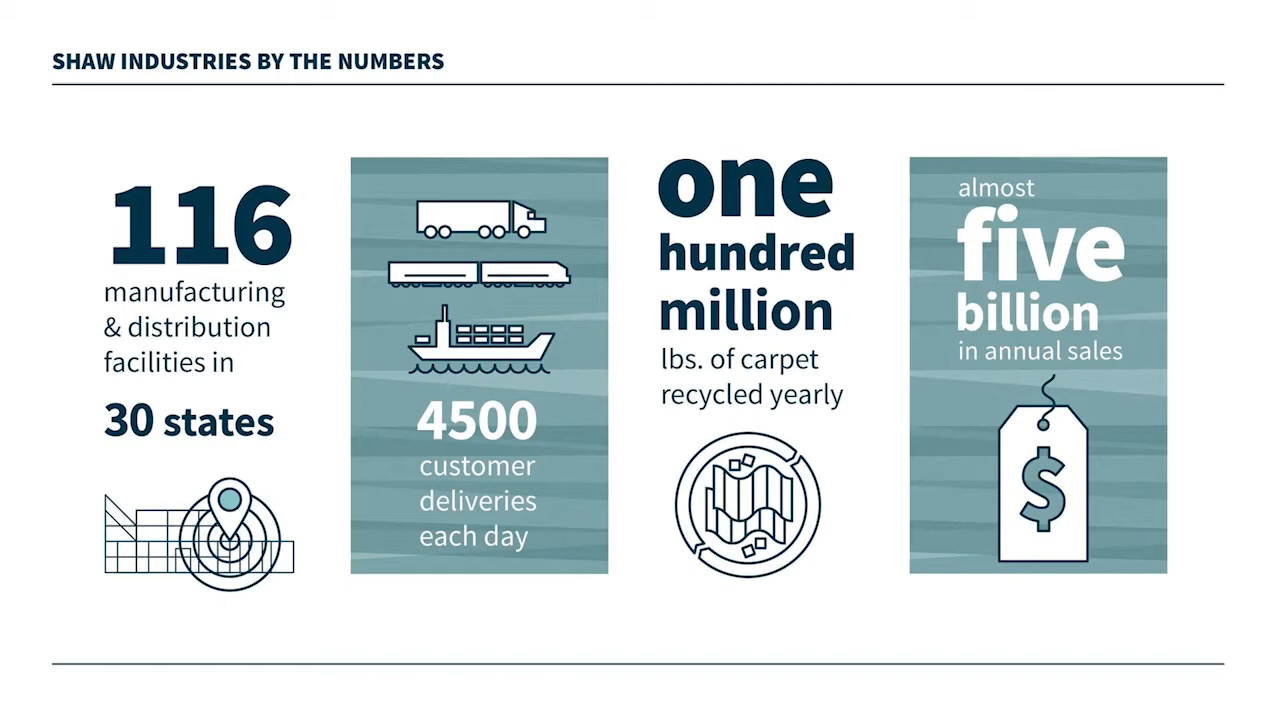 SHAW INDUSTRIES BY THE NUMBERS
116
manufacturing
& distribution
facilities in
30 states
4500
customer
deliveries
each day
one
hundred
million
lbs. of carpet
recycled yearly
almost
five
billion
in annual sales
$